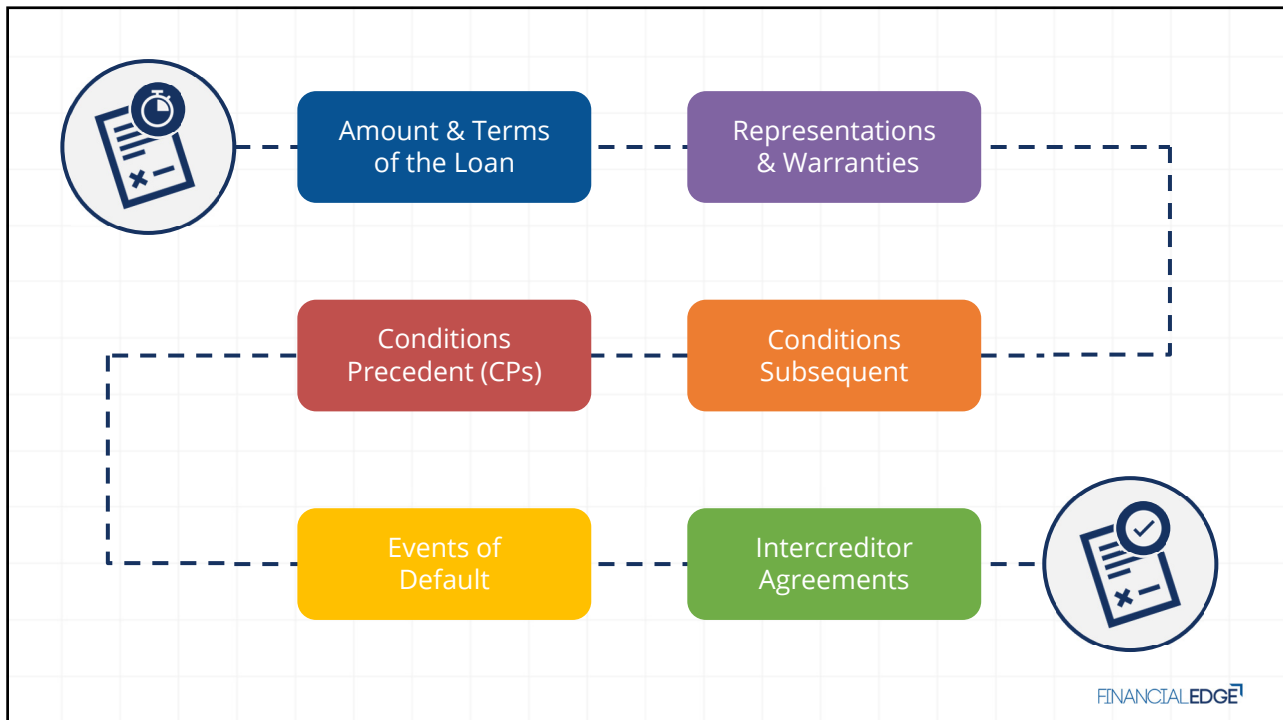 Amount & Terms
of the Loan
Representations
& Warranties
Conditions
Precedent (CPs)
Conditions
Subsequent
Events of
Default
Intercreditor
Agreements
FINANCIALEDGE